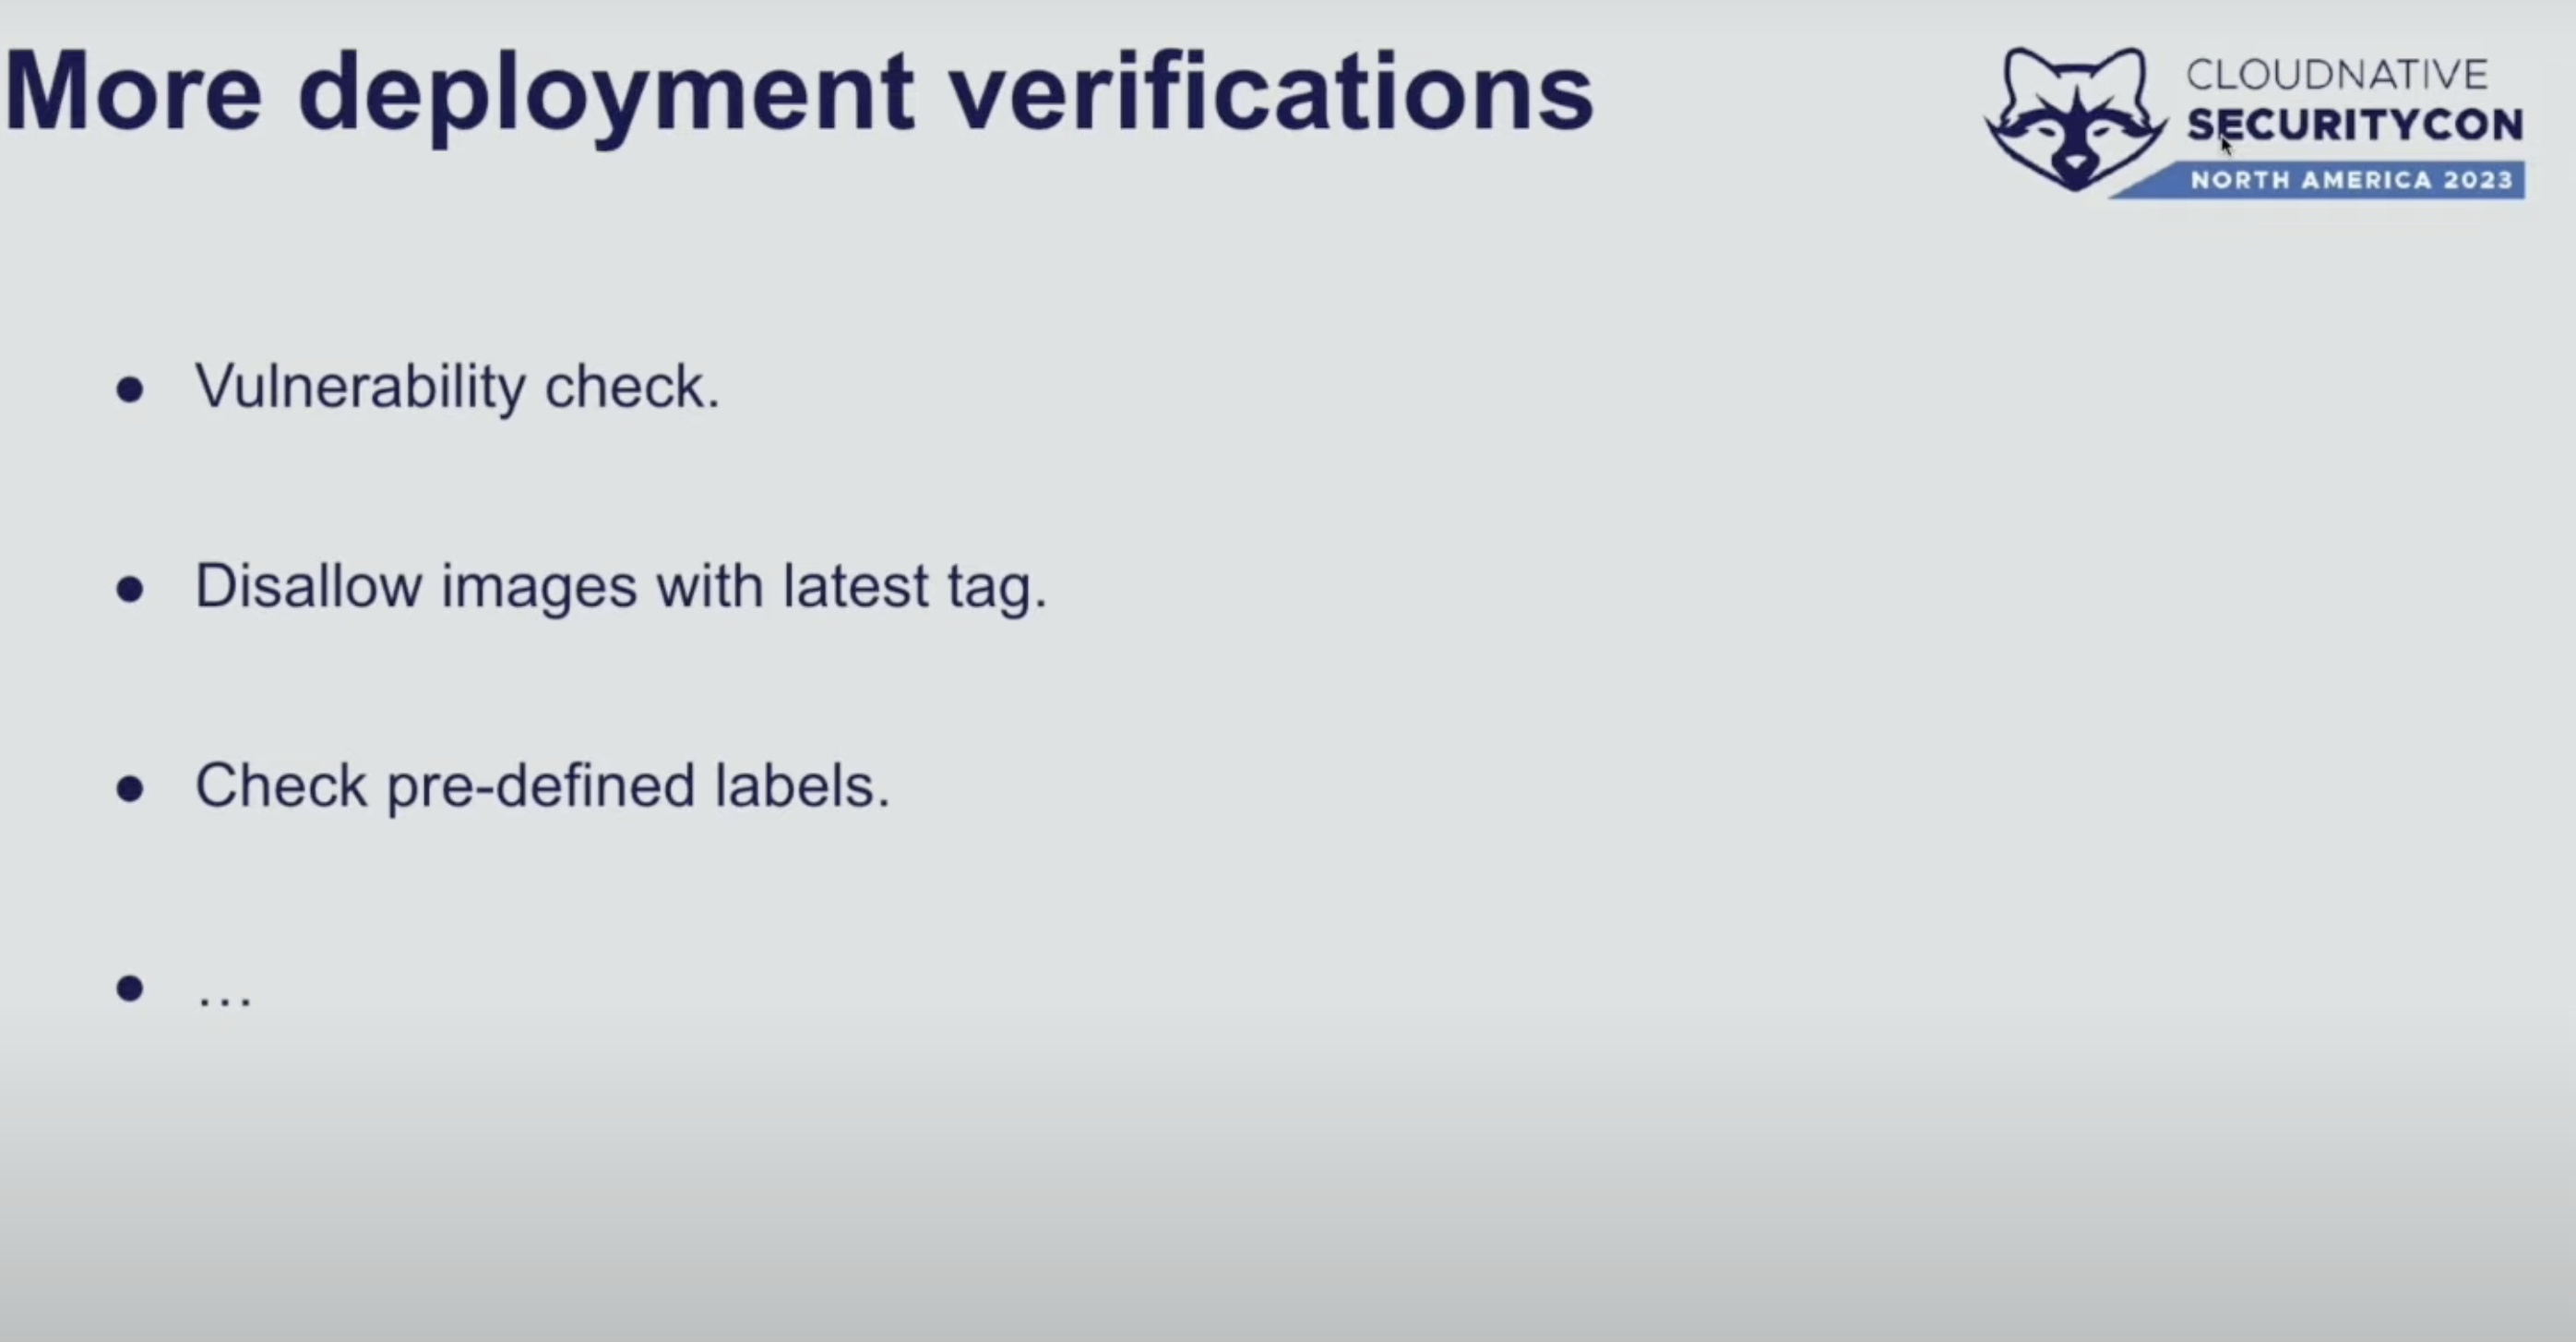 More deployment verifications
CLOUDNATIVE
SECURITYCON
NORTH AMERICA 2023
● Vulnerability check.
● Disallow images with latest tag.
● Check pre-defined labels.
● …